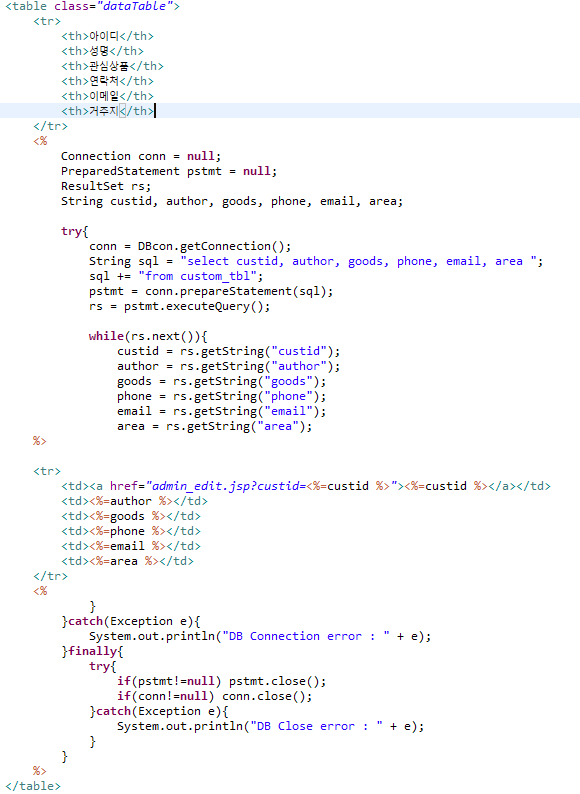 <table class="dataTable">
<tr>
<th>아이디</th>
<th>성명</th>
<th>관심상품</th>
<th>연락처</th>
<th>이메일</th>
<th>거주지</th>
</tr>
<%
Connection conn = null;
PreparedStatement pstmt = null;
ResultSet rs;
String custid, author, goods, phone, email, area;
try{
conn = DBcon.getConnection();
String sql = "select custid, author, goods, phone, email, area ";
sql += "from custom_tbl";
pstmt = conn.prepareStatement(sql);
rs = pstmt.executeQuery();
while(rs.next()){
custid = rs.getString("custid");
author = rs.getString("author");
goods = rs.getString("goods");
phone = rs.getString("phone");
email = rs.getString("email");
area = rs.getString("area");
%>
<tr>
<td><a href="admin_edit.jsp?custid=<%=custid %>"><%=custid %></a></td>
<td><%=author %></td>
<td><%=goods %></td>
<td><%=phone %></td>
<td><%=email %></td>
<td><%=area %></td>
</tr>
<%
}
}catch(Exception e){
System.out.println("DB Connection error : " + e);
}finally{
try{
if(pstmt!=null) pstmt.close();
if(conn!=null) conn.close();
}catch(Exception e){
System.out.println("DB Close error : " + e);
}
}
%>
</table>